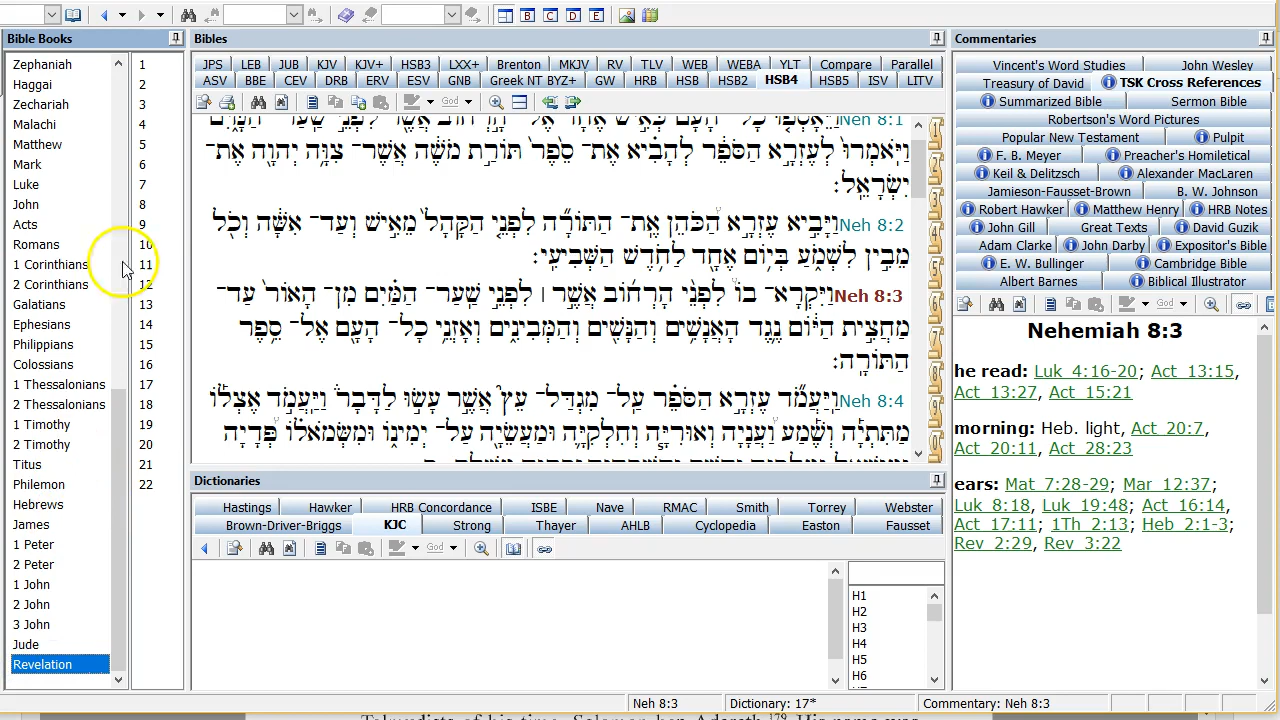 Bible Books
Zephaniah
Haggai
Zechariah
Malachi
Matthew
Mark
Luke
John
Acts
Romans
1 Corinthians
2 Corinthians
Galatians
Ephesians
Philippians
Colossians
1 Thessalonians
2 Thessalonians
1 Timothy
2 Timothy
Titus
Philemon
Hebrews
James
1 Peter
2 Peter
1 John
2 John
3 John
Jude
Revelation
1
2
3
4
5
6
7
8
9
10
11
12
13
14
15
16
17
18
19
20
21
22
Bibles
JPS LEB JUB KJV KJV+ HSB3 LXX+ Brenton MKJV RV TLV WEB WEBA YLT Compare Parallel
ASV BBE CEV DRB ERV ESV GNB Greek NT BYZ+ GW HRB HSB HSB2 HSB4 HSB5 ISV LITV
God
Neh 8:1 וַיֵּאָסְפ֤וּ כָל־ הָעָם֙ כְּאִ֣ישׁ אֶחָ֔ד אֶל־ הָ֣רְח֔וֹב אֲשֶׁ֖ר לִפְנֵ֣י שַֽׁעַר־ הַמָּ֑יִם
וַיֹּֽאמְרוּ֙ לְעֶזְרָ֣א הַסֹּפֵ֔ר לְהָבִ֗יא אֶת־ סֵ֙פֶר֙ תּוֹרַ֣ת מֹשֶׁ֔ה אֲשֶׁר־ צִוָּ֥ה יְהוָ֖ה אֶת־
יִשְׂרָאֵֽל׃
Neh 8:2 וַיָּבִ֣יא עֶזְרָ֣א הַ֠כֹּהֵן אֶֽת־ הַתּוֹרָ֞ה לִפְנֵ֤י הַקָּהָל֙ מֵאִ֣ישׁ וְעַד־ אִשָּׁ֔ה וְכֹ֖ל
מֵבִ֣ין לִשְׁמֹ֑עַ בְּי֥וֹם אֶחָ֖ד לַחֹ֥דֶשׁ הַשְּׁבִיעִֽי׃
Neh 8:3 וַיִּקְרָא־ בוֹ֩ לִפְנֵ֨י הָרְח֜וֹב אֲשֶׁ֣ר ׀ לִפְנֵ֣י שַֽׁעַר־ הַמַּ֗יִם מִן־ הָאוֹר֙ עַד־
מַחֲצִ֣ית הַיּ֔וֹם נֶ֛גֶד הָאֲנָשִׁ֥ים וְהַנָּשִׁ֖ים וְהַמְּבִינִ֑ים וְאָזְנֵ֥י כָל־ הָעָ֖ם אֶל־ סֵ֥פֶר
הַתּוֹרָֽה׃
Neh 8:4 וַֽיַּעֲמֹ֞ד עֶזְרָ֣א הַסֹּפֵ֗ר עַֽל־ מִגְדַּל־ עֵץ֮ אֲשֶׁ֣ר עָשׂ֣וּ לַדָּבָר֒ וַיַּֽעֲמֹ֣ד אֶצְל֡וֹ
מַתִּתְיָ֡ה וְשֶׁ֡מַע וַ֠עֲנָיָה וְאוּרִיָּ֧ה וְחִלְקִיָּ֛ה וּמַעֲשֵׂיָ֖ה עַל־ יְמִינ֑וֹ וּמִשְּׂמֹאל֗וֹ פְּ֠דָיָה
Dictionaries
Hastings Hawker HRB Concordance ISBE Nave RMAC Smith Torrey Webster
Brown-Driver-Briggs KJC Strong Thayer AHLB Cyclopedia Easton Fausset
God
H1
H2
H3
H4
H5
H6
Commentaries
Vincent's Word Studies John Wesley
Treasury of David TSK Cross References
Summarized Bible Sermon Bible
Robertson's Word Pictures
Popular New Testament Pulpit
F. B. Meyer Preacher's Homiletical
Keil & Delitzsch Alexander MacLaren
Jamieson-Fausset-Brown B. W. Johnson
Robert Hawker Matthew Henry HRB Notes
John Gill Great Texts David Guzik
Adam Clarke John Darby Expositor's Bible
E. W. Bullinger Cambridge Bible
Albert Barnes Biblical Illustrator
God
Nehemiah 8:3
he read: Luk 4:16-20; Act 13:15,
Act 13:27, Act 15:21
morning: Heb. light, Act 20:7,
Act 20:11, Act 28:23
ears: Mat 7:28-29; Mar 12:37;
Luk 8:18, Luk 19:48; Act 16:14,
Act 17:11; 1Th 2:13; Heb 2:1-3;
Rev 2:29, Rev 3:22
Neh 8:3 Dictionary: 17* Commentary: Neh 8:3